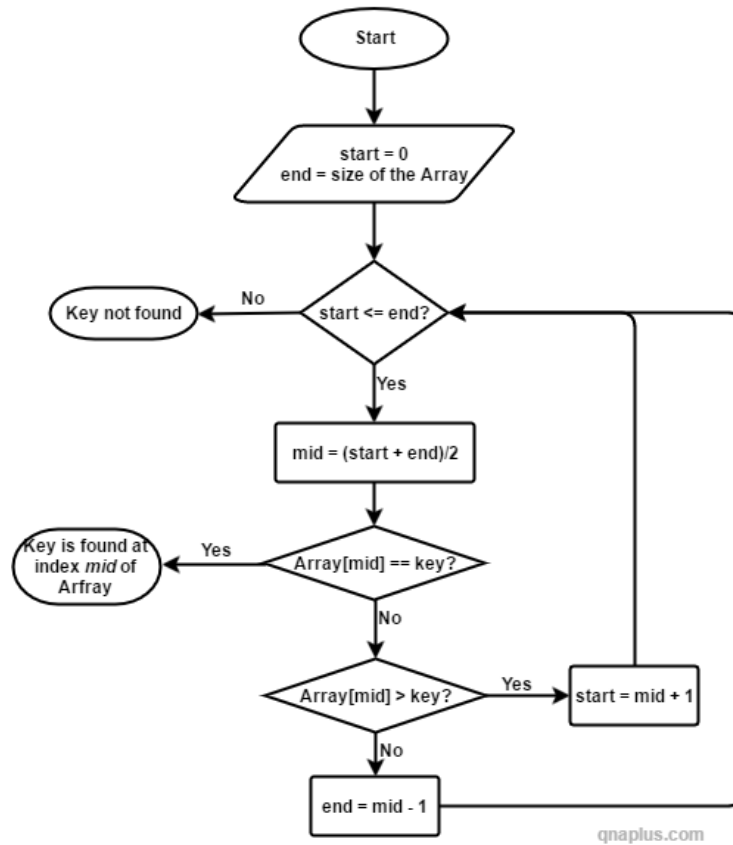 Start
start = 0
end = size of the Array
start <= end?
No
Key not found
Yes
mid = (start + end)/2
Array[mid] == key?
Yes
Key is found at
index mid of
Arfray
No
Array[mid] > key?
Yes
start = mid + 1
No
end = mid - 1
qnaplus.com